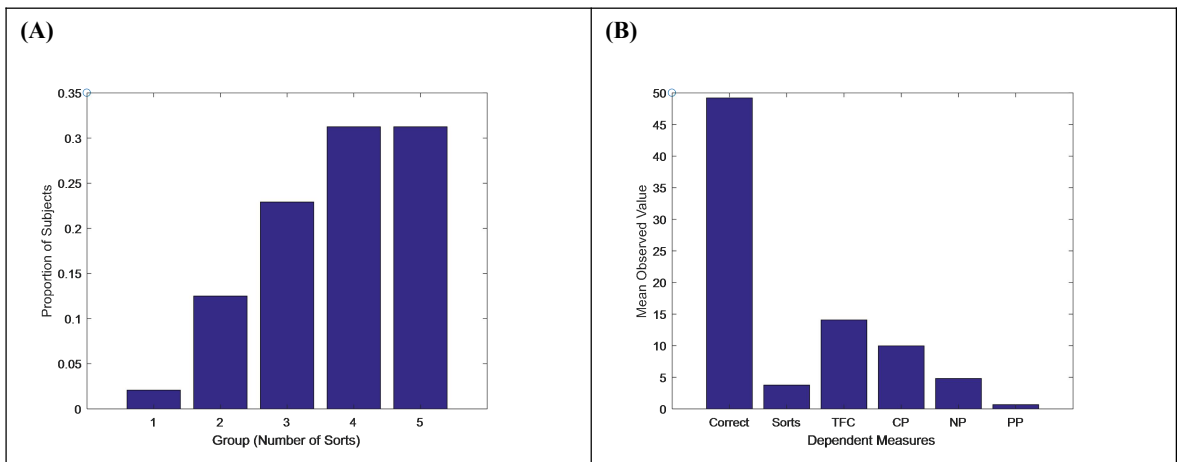 (A)
0.35
0.3
0.25
0.2
0.15
0.1
0.05
0
Proportion of Subjects
1 2 3 4 5
Group (Number of Sorts)
(B)
50
45
40
35
30
25
20
15
10
5
0
Mean Observed Value
Correct Sorts TFC CP NP PP
Dependent Measures